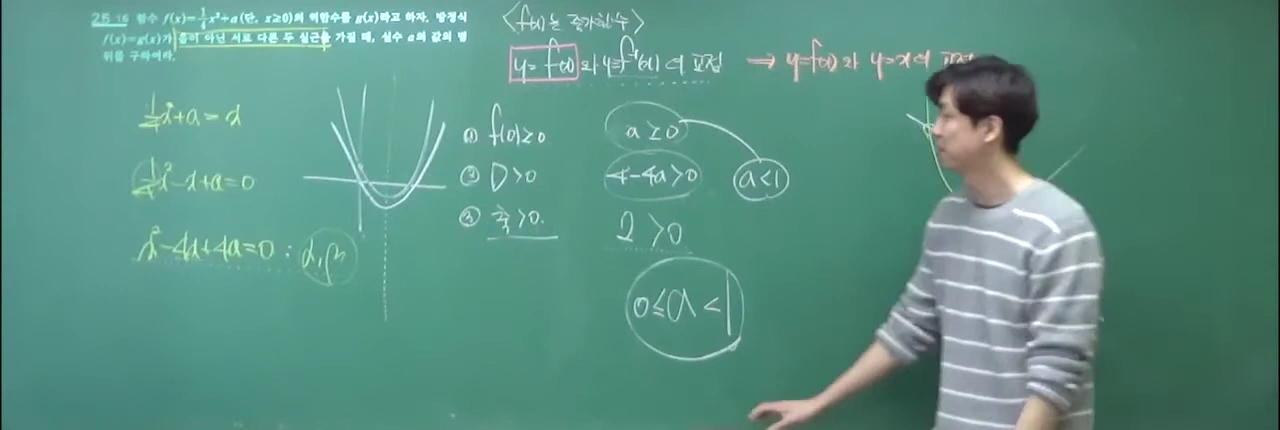 25 16 함수 f(x)=¼x²+a(단, x≥0)의 역함수를 g(x)라고 하자. 방정식
f(x)=g(x)가 음이 아닌 서로 다른 두 실근을 가질 때, 실수 a의 값의 범
위를 구하여라.
<f(x)는 증가함수>
y=f(x)와 y=f⁻¹(x)의 교점 ⇒ y=f(x)와 y=x의 교점
¼x²+a=x
¼x²-x+a=0
x²-4x+4a=0 : α, β
① f(0)≥0
② D>0
③ 축>0.
a≥0
4-4a>0
a<1
2>0
0≤a<1